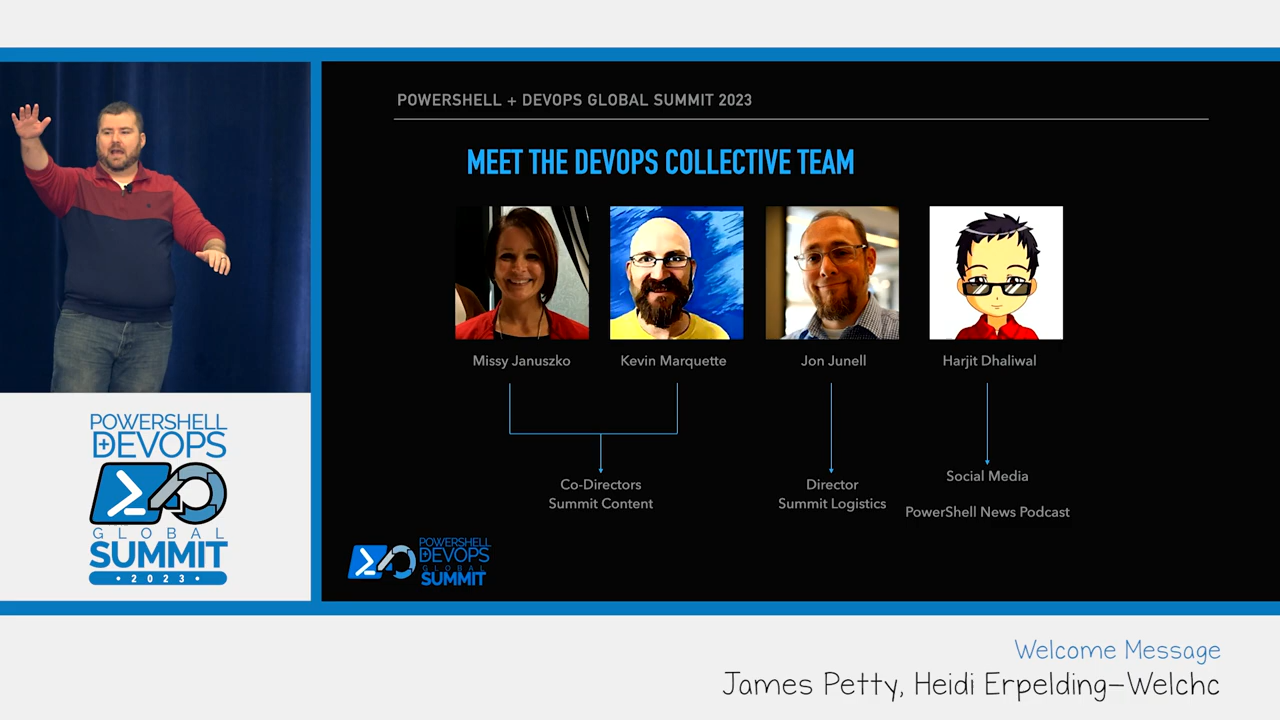 POWERSHELL + DEVOPS GLOBAL SUMMIT 2023
MEET THE DEVOPS COLLECTIVE TEAM
Missy Januszko
Kevin Marquette
Jon Junell
Harjit Dhaliwal
Co-Directors
Summit Content
Director
Summit Logistics
Social Media
PowerShell News Podcast
POWERSHELL
DEVOPS
GLOBAL
SUMMIT
POWERSHELL
DEVOPS
GLOBAL
SUMMIT
• 2023 •
Welcome Message
James Petty, Heidi Erpelding-Welchc